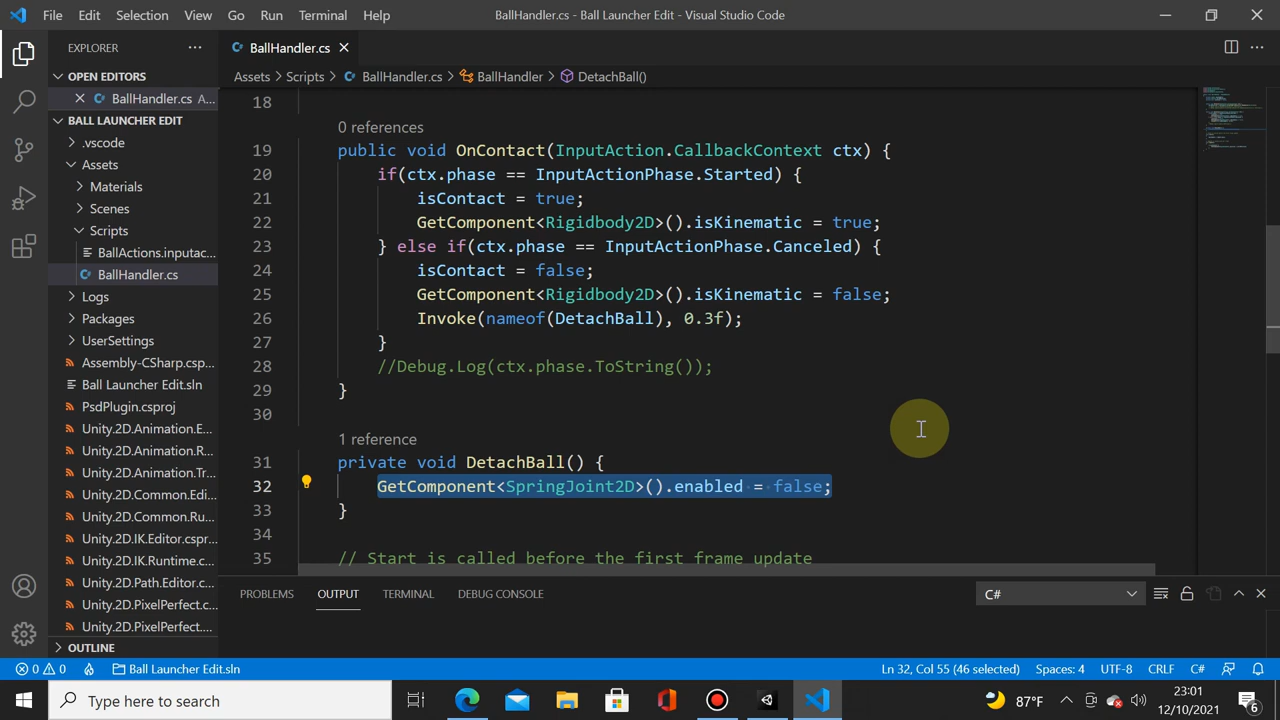 File Edit Selection View Go Run Terminal Help
BallHandler.cs - Ball Launcher Edit - Visual Studio Code
EXPLORER
OPEN EDITORS
BallHandler.cs A...
BALL LAUNCHER EDIT
.vscode
Assets
Materials
Scenes
Scripts
BallActions.inputac...
BallHandler.cs
Logs
Packages
UserSettings
Assembly-CSharp.csp...
Ball Launcher Edit.sln
PsdPlugin.csproj
Unity.2D.Animation.E...
Unity.2D.Animation.R...
Unity.2D.Animation.Tr...
Unity.2D.Common.Edi...
Unity.2D.Common.Ru...
Unity.2D.IK.Editor.cspr...
Unity.2D.IK.Runtime.c...
Unity.2D.Path.Editor.c...
Unity.2D.PixelPerfect.c...
Unity.2D.PixelPerfect....
OUTLINE
BallHandler.cs
Assets > Scripts > BallHandler.cs > BallHandler > DetachBall()
18
0 references
19 public void OnContact(InputAction.CallbackContext ctx) {
20 if(ctx.phase == InputActionPhase.Started) {
21 isContact = true;
22 GetComponent<Rigidbody2D>().isKinematic = true;
23 } else if(ctx.phase == InputActionPhase.Canceled) {
24 isContact = false;
25 GetComponent<Rigidbody2D>().isKinematic = false;
26 Invoke(nameof(DetachBall), 0.3f);
27 }
28 //Debug.Log(ctx.phase.ToString());
29 }
30
1 reference
31 private void DetachBall() {
32 GetComponent<SpringJoint2D>().enabled = false;
33 }
34
35 // Start is called before the first frame update
PROBLEMS OUTPUT TERMINAL DEBUG CONSOLE
C#
0 0 Ball Launcher Edit.sln
Ln 32, Col 55 (46 selected) Spaces: 4 UTF-8 CRLF C#
Type here to search
87°F
23:01
12/10/2021
6